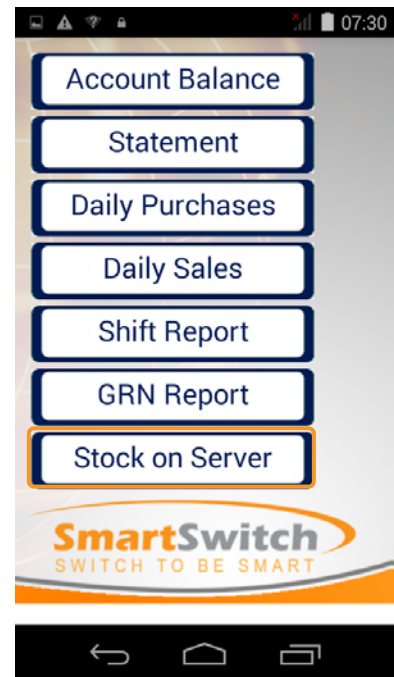 07:30
Account Balance
Statement
Daily Purchases
Daily Sales
Shift Report
GRN Report
Stock on Server
SmartSwitch
SWITCH TO BE SMART